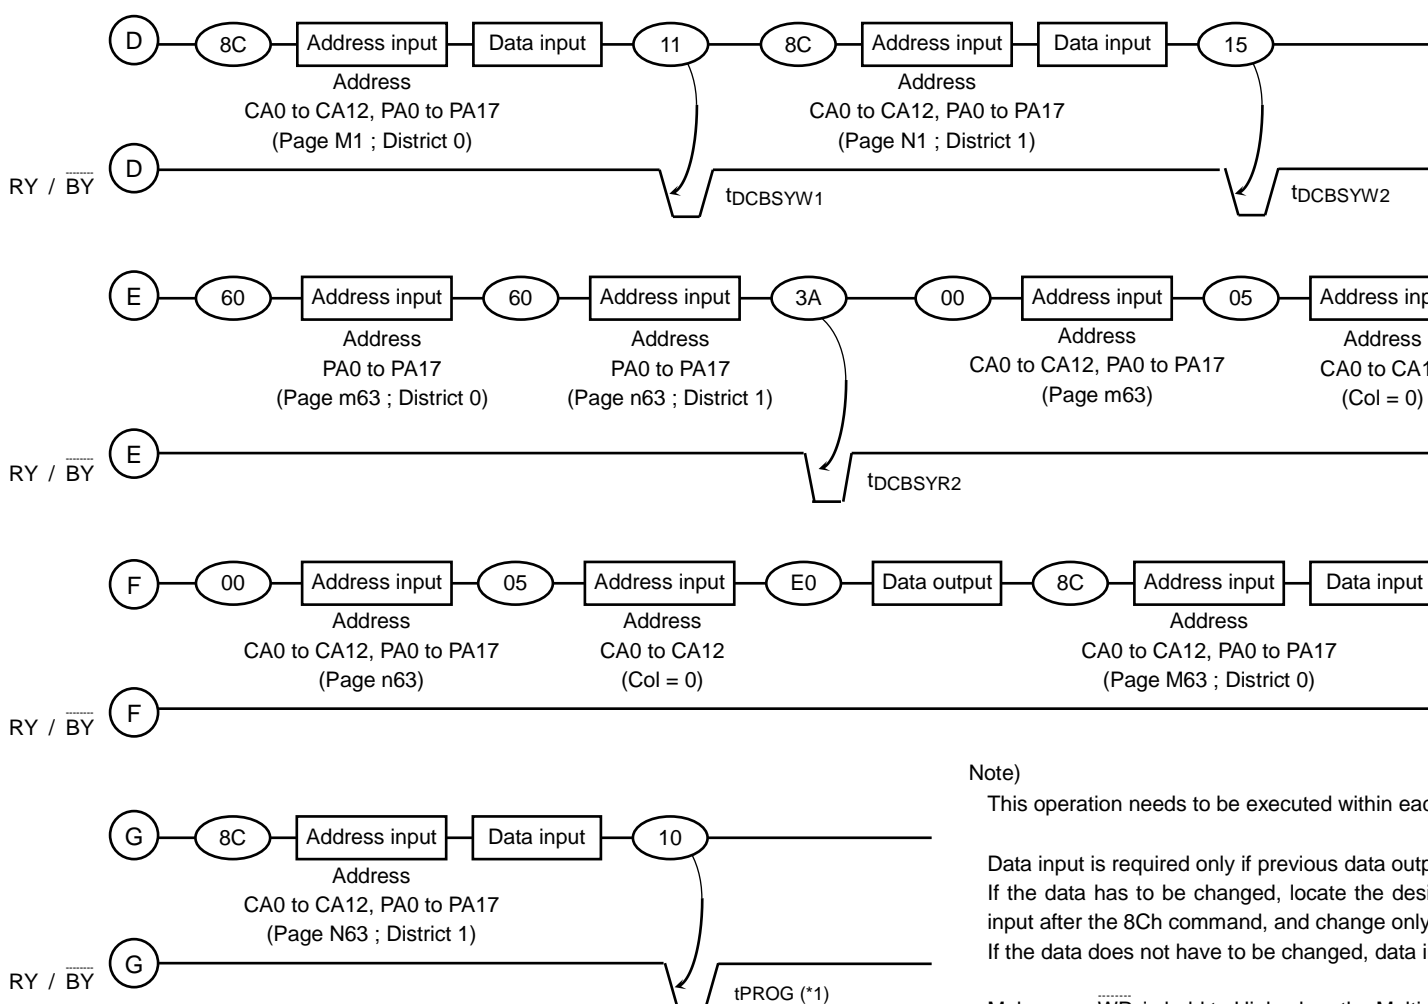 D 8C Address input Data input 11 8C Address input Data input 15
Address Address
CA0 to CA12, PA0 to PA17 CA0 to CA12, PA0 to PA17
(Page M1 ; District 0) (Page N1 ; District 1)
D
RY / BY
tDCBSYW1 tDCBSYW2
E 60 Address input 60 Address input 3A 00 Address input 05 Address
Address Address Address Address
PA0 to PA17 PA0 to PA17 CA0 to CA12, PA0 to PA17 CA0 to
(Page m63 ; District 0) (Page n63 ; District 1) (Page m63) (Col = 0)
E
RY / BY
tDCBSYR2
F 00 Address input 05 Address input E0 Data output 8C Address input Data input
Address Address Address
CA0 to CA12, PA0 to PA17 CA0 to CA12 CA0 to CA12, PA0 to PA17
(Page n63) (Col = 0) (Page M63 ; District 0)
F
RY / BY
G 8C Address input Data input 10
Address
CA0 to CA12, PA0 to PA17
(Page N63 ; District 1)
G
RY / BY
tPROG (*1)
Note)
This operation needs to be executed within
Data input is required only if previous data
If the data has to be changed, locate the
input after the 8Ch command, and change only
If the data does not have to be changed, data